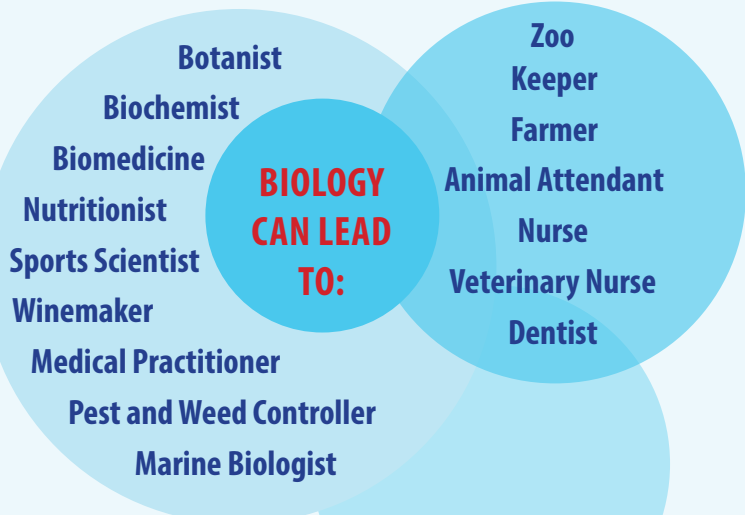 BIOLOGY
CAN LEAD
TO:
Botanist
Biochemist
Biomedicine
Nutritionist
Sports Scientist
Winemaker
Medical Practitioner
Pest and Weed Controller
Marine Biologist
Zoo
Keeper
Farmer
Animal Attendant
Nurse
Veterinary Nurse
Dentist